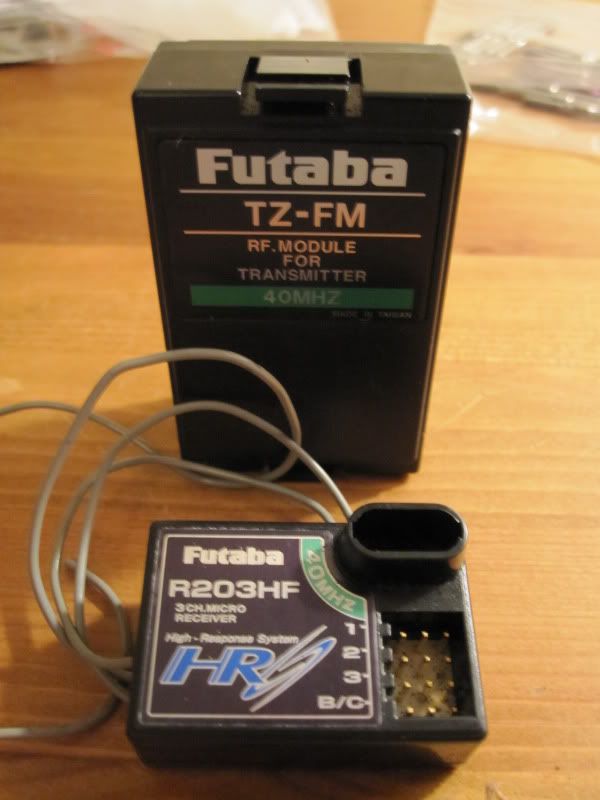 Futaba
TZ-FM
RF.MODULE
FOR
TRANSMITTER
40MHZ
MADE IN TAIWAN
Futaba
40MHZ
R203HF
3CH.MICRO
RECEIVER
High-Response System
HRS
1
2
3
B/C